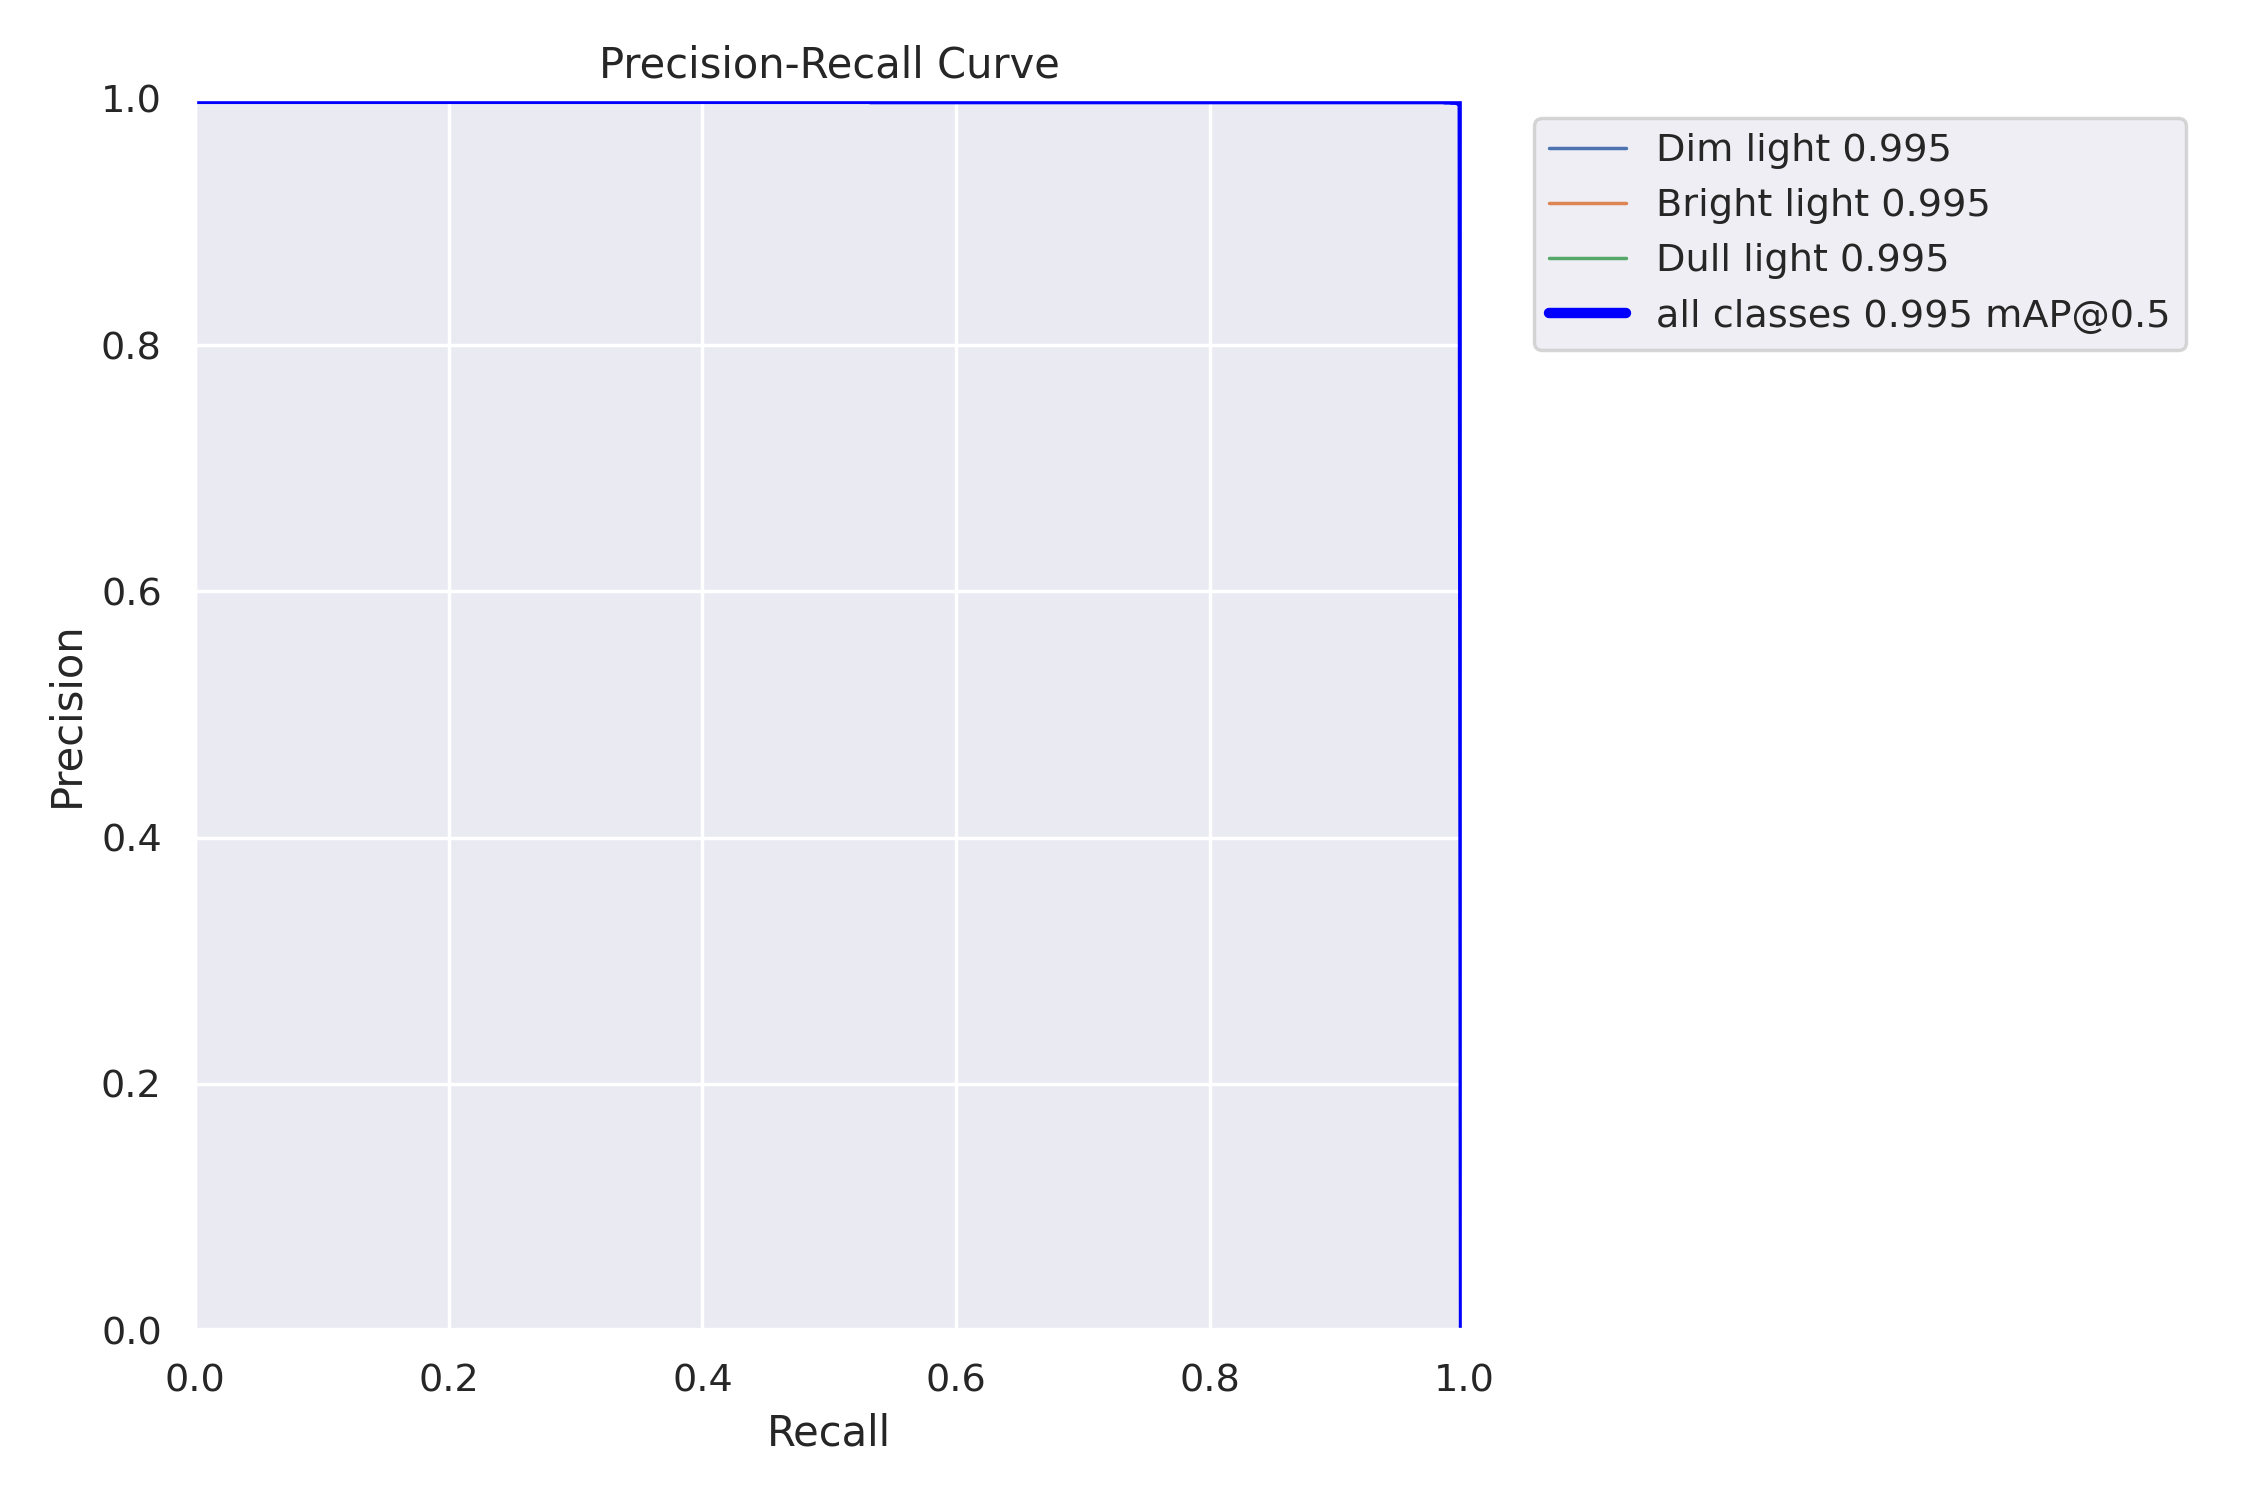 Precision-Recall Curve
1.0
0.8
0.6
0.4
0.2
0.0
Precision
0.0 0.2 0.4 0.6 0.8 1.0
Recall
Dim light 0.995
Bright light 0.995
Dull light 0.995
all classes 0.995 mAP@0.5